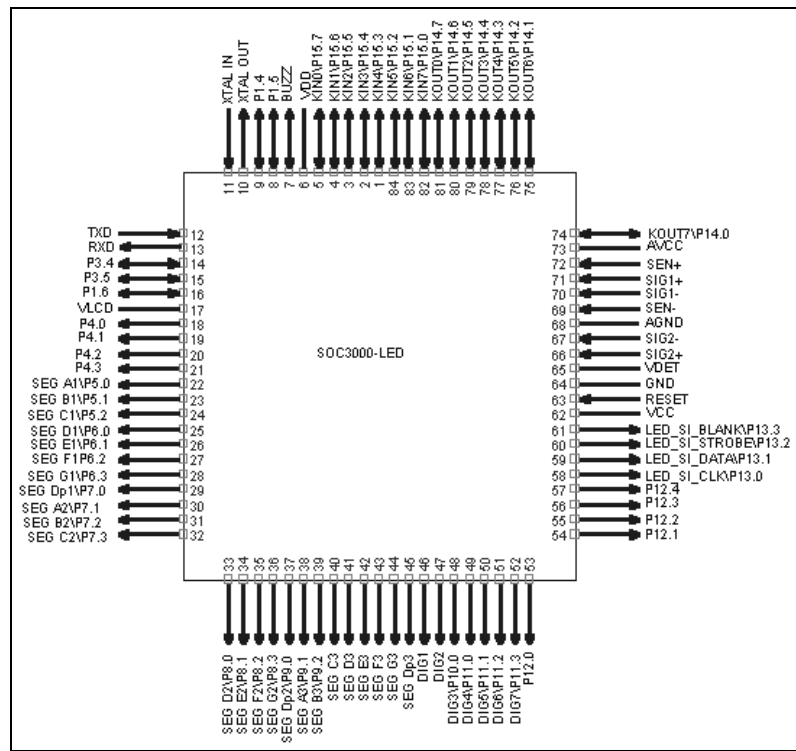 XTAL IN
XTAL OUT
P1.4
P1.5
BUZZ
VDD
KIN0\P15.7
KIN1\P15.6
KIN2\P15.5
KIN3\P15.4
KIN4\P15.3
KIN5\P15.2
KIN6\P15.1
KIN7\P15.0
KOUT0\P14.7
KOUT1\P14.6
KOUT2\P14.5
KOUT3\P14.4
KOUT4\P14.3
KOUT5\P14.2
KOUT6\P14.1
11 10 9 8 7 6 5 4 3 2 1 84 83 82 81 80 79 78 77 76 75
TXD 12
RXD 13
P3.4 14
P3.5 15
P1.6 16
VLCD 17
P4.0 18
P4.1 19
P4.2 20
P4.3 21
SEG A1\P5.0 22
SEG B1\P5.1 23
SEG C1\P5.2 24
SEG D1\P6.0 25
SEG E1\P6.1 26
SEG F1P6.2 27
SEG G1\P6.3 28
SEG Dp1\P7.0 29
SEG A2\P7.1 30
SEG B2\P7.2 31
SEG C2\P7.3 32
SOC3000-LED
74 KOUT7\P14.0
73 AVCC
72 SEN+
71 SIG1+
70 SIG1-
69 SEN-
68 AGND
67 SIG2-
66 SIG2+
65 VDET
64 GND
63 RESET
62 VCC
61 LED_SI_BLANK\P13.3
60 LED_SI_STROBE\P13.2
59 LED_SI_DATA\P13.1
58 LED_SI_CLK\P13.0
57 P12.4
56 P12.3
55 P12.2
54 P12.1
33 34 35 36 37 38 39 40 41 42 43 44 45 46 47 48 49 50 51 52 53
SEG D2\P8.0
SEG E2\P8.1
SEG F2\P8.2
SEG G2\P8.3
SEG Dp2\P9.0
SEG A3\P9.1
SEG B3\P9.2
SEG C3
SEG D3
SEG E3
SEG F3
SEG G3
SEG Dp3
DIG1
DIG2
DIG3\P10.0
DIG4\P11.0
DIG5\P11.1
DIG6\P11.2
DIG7\P11.3
P12.0